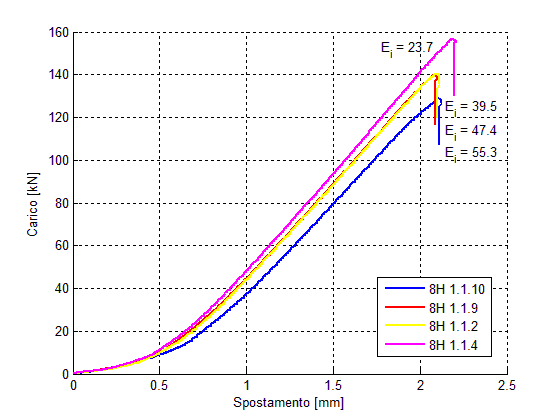 160
140
120
100
80
60
40
20
0
Carico [kN]
E_i = 23.7
E_i = 39.5
E_i = 47.4
E_i = 55.3
8H 1.1.10
8H 1.1.9
8H 1.1.2
8H 1.1.4
0 0.5 1 1.5 2 2.5
Spostamento [mm]